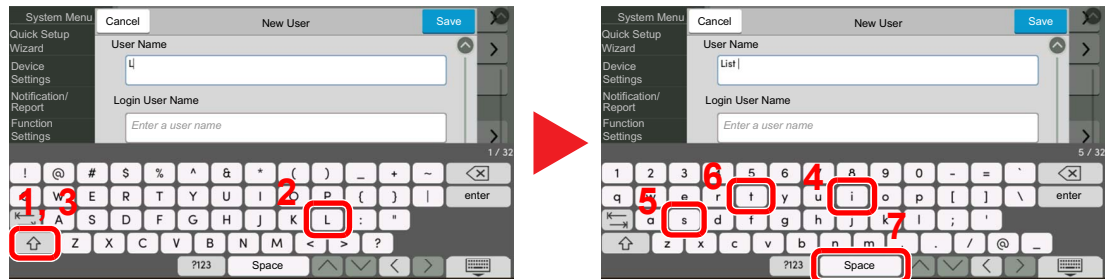 System Menu
Cancel
New User
Save
Quick Setup
Wizard
User Name
L
Device
Settings
Notification/
Report
Login User Name
Function
Settings
Enter a user name
1 / 32
! @ # $ % ^ & * ( ) _ + ~
W E R T Y U I O P { } | enter
A S D F G H J K L : "
Z X C V B N M < > ?
?123 Space
1, 3
2
System Menu
Cancel
New User
Save
Quick Setup
Wizard
User Name
List
Device
Settings
Notification/
Report
Login User Name
Function
Settings
Enter a user name
5 / 32
1 2 3 4 5 6 7 8 9 0 - = `
q w e r t y u i o p [ ] \ enter
a s d f g h j k l ; '
z x c v b n m , . / @ _
?123 Space
6
4
5
7